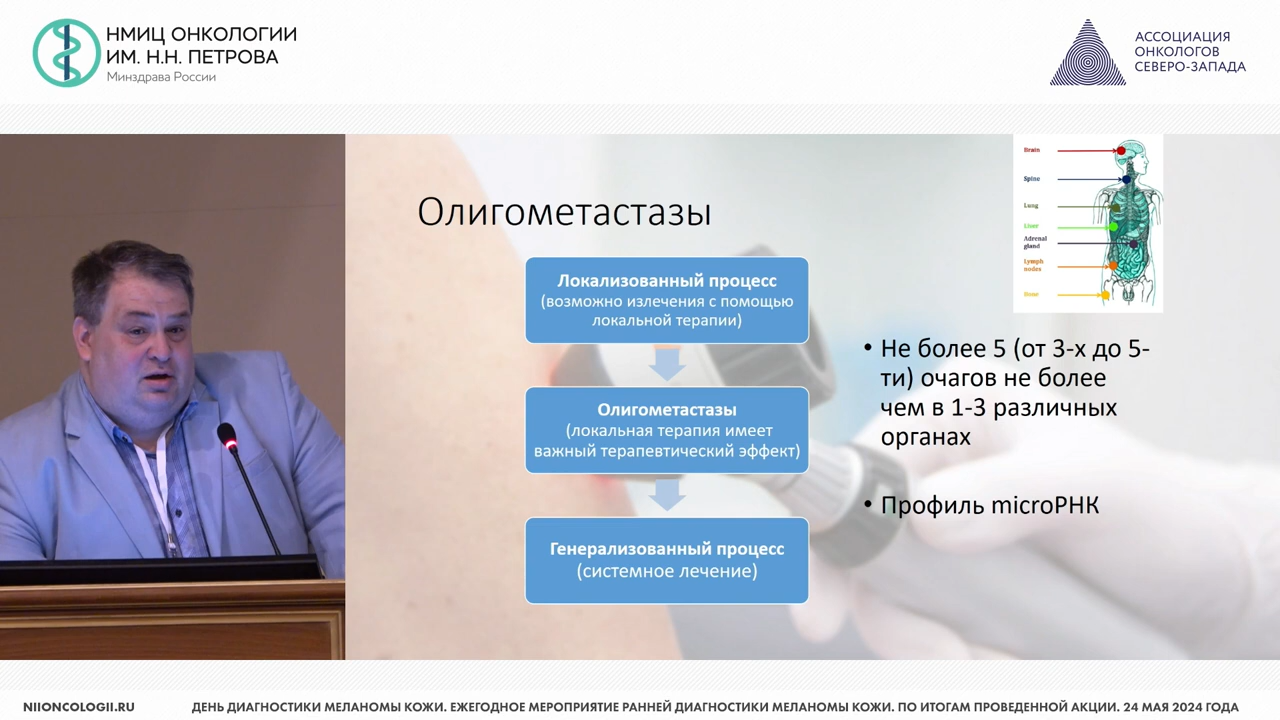 НМИЦ ОНКОЛОГИИ
ИМ. Н.Н. ПЕТРОВА
Минздрава России
АССОЦИАЦИЯ
ОНКОЛОГОВ
СЕВЕРО-ЗАПАДА
Олигометастазы
Локализованный процесс
(возможно излечения с помощью
локальной терапии)
Олигометастазы
(локальная терапия имеет
важный терапевтический эффект)
Генерализованный процесс
(системное лечение)
Brain
Spine
Lung
Liver
Adrenal
gland
Lymph
nodes
Bone
• Не более 5 (от 3-х до 5-
ти) очагов не более
чем в 1-3 различных
органах
• Профиль microРНК
NIIONCOLOGII.RU
ДЕНЬ ДИАГНОСТИКИ МЕЛАНОМЫ КОЖИ. ЕЖЕГОДНОЕ МЕРОПРИЯТИЕ РАННЕЙ ДИАГНОСТИКИ МЕЛАНОМЫ КОЖИ. ПО ИТОГАМ ПРОВЕДЕННОЙ АКЦИИ. 24 МАЯ 2024 ГОДА